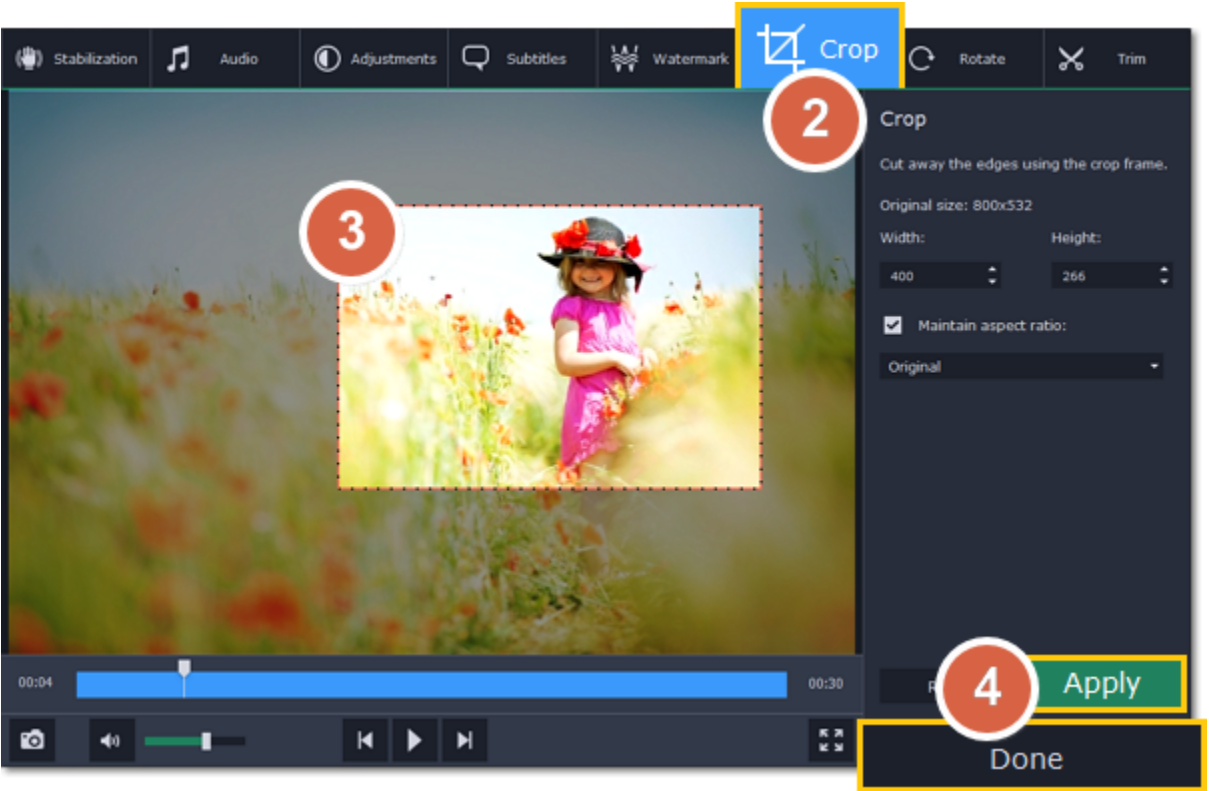 Stabilization
Audio
Adjustments
Subtitles
Watermark
Crop
Rotate
Trim
2
Crop
Cut away the edges using the crop frame.
Original size: 800x532
Width:
Height:
400
266
Maintain aspect ratio:
Original
3
00:04
00:30
4
Apply
Done